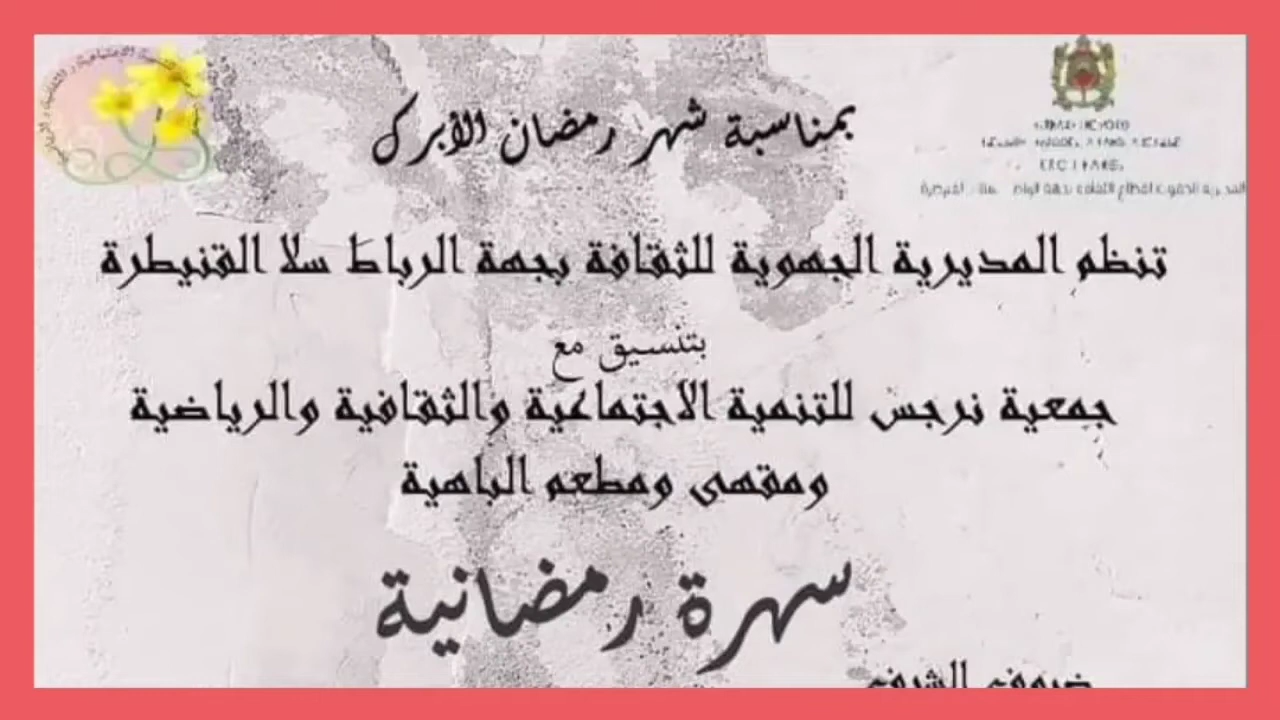 بمناسبة شهر رمضان الأبرك
تنظم المديرية الجهوية للثقافة بجهة الرباط سلا القنيطرة
بتنسيق مع
جمعية نرجس للتنمية الاجتماعية والثقافية والرياضية
ومقهى ومطعم الباهية
سهرة رمضانية